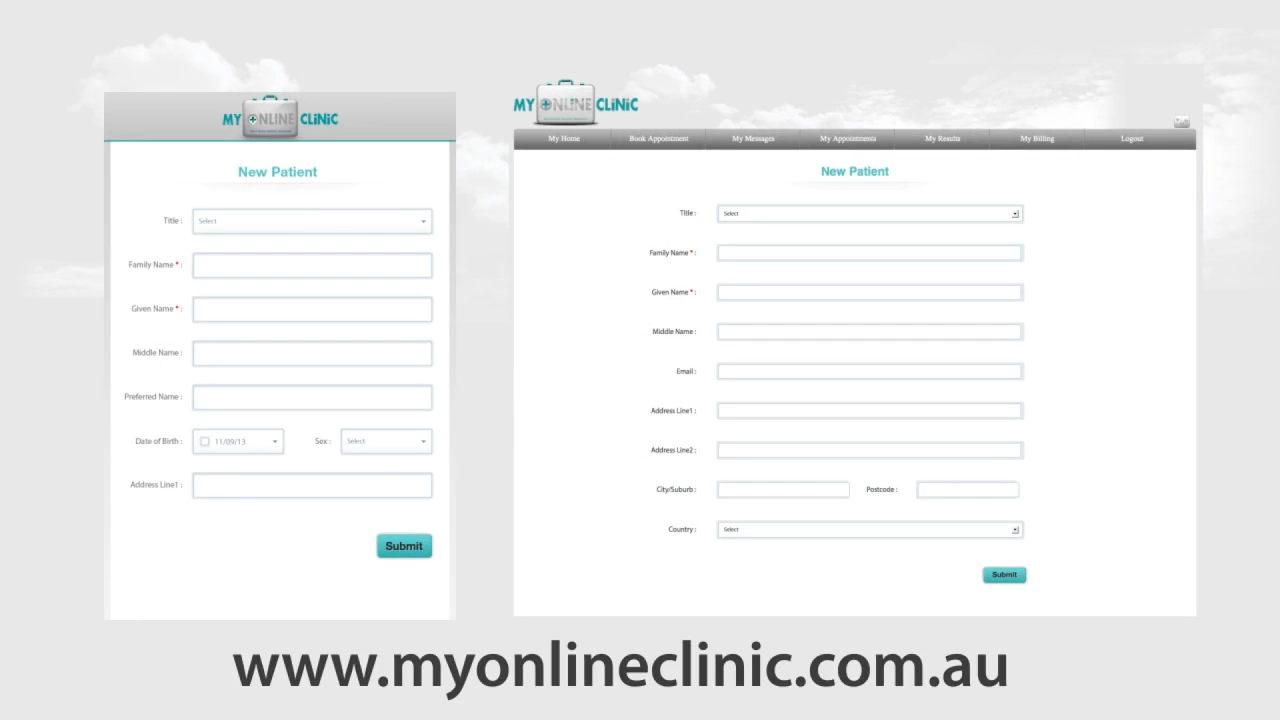 MY ONLINE CLiNiC
New Patient
Title :
Select
Family Name * :
Given Name * :
Middle Name :
Preferred Name :
Date of Birth :
11/09/13
Sex :
Select
Address Line1 :
Submit
MY ONLINE CLiNiC
My Home
Book Appointment
My Messages
My Appointments
My Results
My Billing
Logout
New Patient
Title :
Select
Family Name * :
Given Name * :
Middle Name :
Email :
Address Line1 :
Address Line2 :
City/Suburb :
Postcode :
Country :
Select
Submit
www.myonlineclinic.com.au